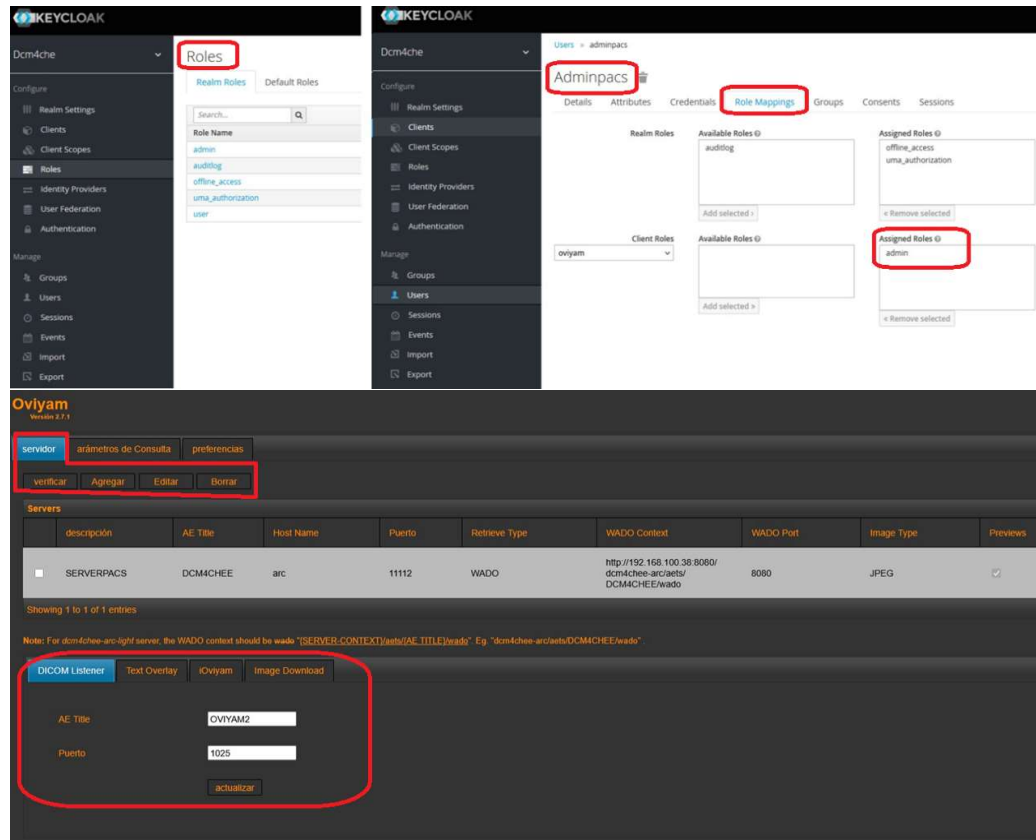 KEYCLOAK
Dcm4che
Configure
Realm Settings
Clients
Client Scopes
Roles
Identity Providers
User Federation
Authentication
Manage
Groups
Users
Sessions
Events
Import
Export
Roles
Realm Roles Default Roles
Search...
Role Name
admin
auditlog
offline_access
uma_authorization
user
KEYCLOAK
Dcm4che
Configure
Realm Settings
Clients
Client Scopes
Roles
Identity Providers
User Federation
Authentication
Manage
Groups
Users
Sessions
Events
Import
Export
Users » adminpacs
Adminpacs
Details Attributes Credentials Role Mappings Groups Consents Sessions
Realm Roles Available Roles Assigned Roles
auditlog offline_access
uma_authorization
Add selected » « Remove selected
Client Roles Available Roles Assigned Roles
oviyam admin
Add selected » « Remove selected
Oviyam
Versión 2.7.1
servidor arámetros de Consulta preferencias
verificar Agregar Editar Borrar
Servers
descripción AE Title Host Name Puerto Retrieve Type WADO Context WADO Port Image Type Previews
SERVERPACS DCM4CHEE arc 11112 WADO http://192.168.100.38:8080/ 8080 JPEG
dcm4chee-arc/aets/
DCM4CHEE/wado
Showing 1 to 1 of 1 entries
Note: For dcm4chee-arc-light server, the WADO context should be wado "{SERVER-CONTEXT}/aets/{AE TITLE}/wado". Eg. "dcm4chee-arc/aets/DCM4CHEE/wado"
DICOM Listener Text Overlay iOviyam Image Download
AE Title OVIYAM2
Puerto 1025
actualizar